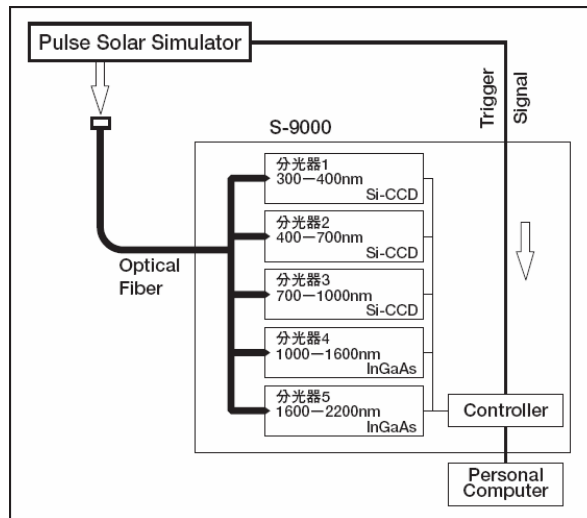 Pulse Solar Simulator
Trigger
Signal
S-9000
分光器1
300—400nm
Si-CCD
分光器2
400—700nm
Si-CCD
分光器3
700—1000nm
Si-CCD
分光器4
1000—1600nm
InGaAs
分光器5
1600—2200nm
InGaAs
Optical
Fiber
Controller
Personal
Computer